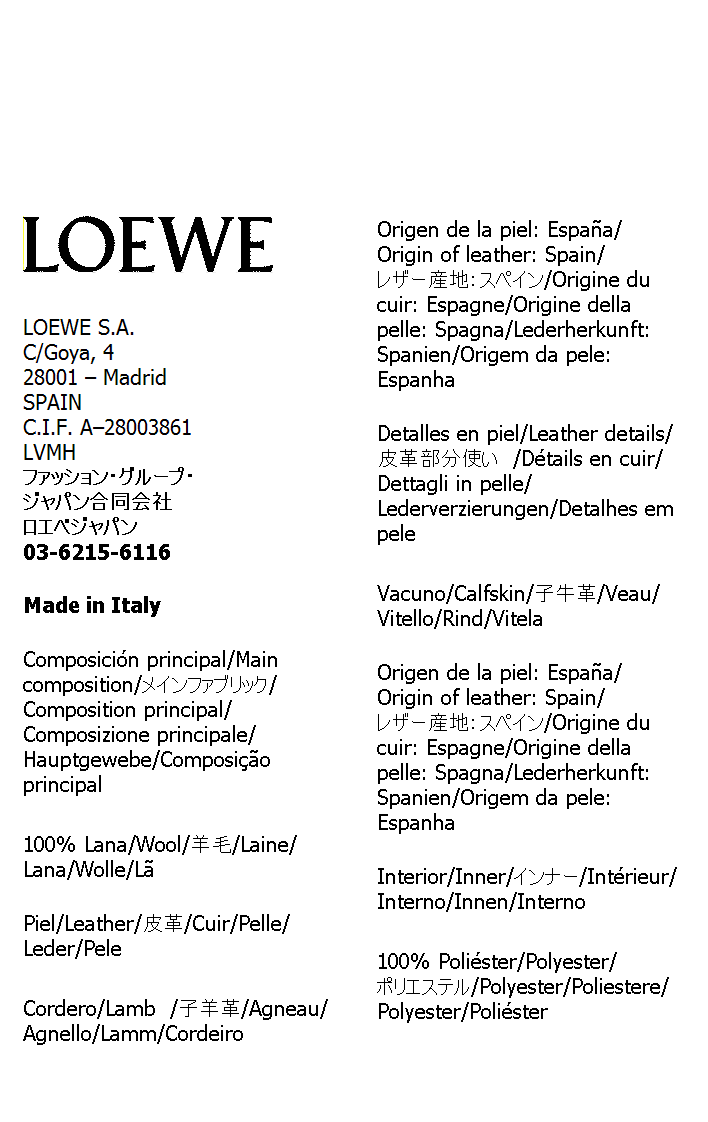 LOEWE
LOEWE S.A.
C/Goya, 4
28001 – Madrid
SPAIN
C.I.F. A–28003861
LVMH
ファッション・グループ・
ジャパン合同会社
ロエベジャパン
03-6215-6116
Made in Italy
Composición principal/Main
composition/メインファブリック/
Composition principal/
Composizione principale/
Hauptgewebe/Composição
principal
100% Lana/Wool/羊毛/Laine/
Lana/Wolle/Lã
Piel/Leather/皮革/Cuir/Pelle/
Leder/Pele
Cordero/Lamb /子羊革/Agneau/
Agnello/Lamm/Cordeiro
Origen de la piel: España/
Origin of leather: Spain/
レザー産地：スペイン/Origine du
cuir: Espagne/Origine della
pelle: Spagna/Lederherkunft:
Spanien/Origem da pele:
Espanha
Detalles en piel/Leather details/
皮革部分使い /Détails en cuir/
Dettagli in pelle/
Lederverzierungen/Detalhes em
pele
Vacuno/Calfskin/子牛革/Veau/
Vitello/Rind/Vitela
Origen de la piel: España/
Origin of leather: Spain/
レザー産地：スペイン/Origine du
cuir: Espagne/Origine della
pelle: Spagna/Lederherkunft:
Spanien/Origem da pele:
Espanha
Interior/Inner/インナー/Intérieur/
Interno/Innen/Interno
100% Poliéster/Polyester/
ポリエステル/Polyester/Poliestere/
Polyester/Poliéster